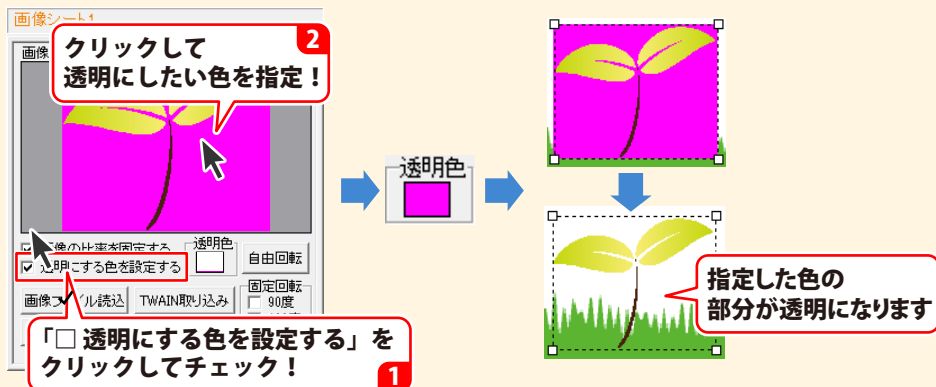 画像シート1
画像
クリックして
透明にしたい色を指定！
2
画像の比率を固定する
透明色
自由回転
透明にする色を設定する
画像ファイル読込
TWAIN取り込み
固定回転
90度
「□ 透明にする色を設定する」を
クリックしてチェック！
1
透明色
指定した色の
部分が透明になります